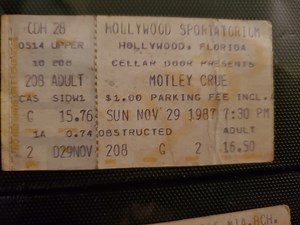 CDH 28 HOLLYWOOD SPORTATORIUM
0514 UPPER HOLLYWOOD, FLORIDA
10 208 CELLAR DOOR PRESENTS
208 ADULT MOTLEY CRUE
CAS SIDW1 $1.00 PARKING FEE INCL.
C 15.76 SUN NOV 29 1987 7:30 PM
1A 0.74 OBSTRUCTED ADULT
2 D29NOV 208 C 2 16.50